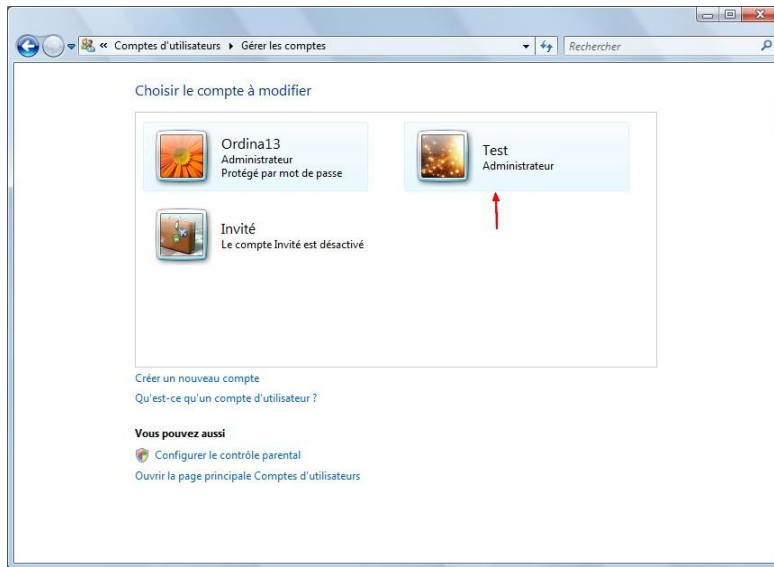 « Comptes d'utilisateurs ▸ Gérer les comptes
Rechercher
Choisir le compte à modifier
Ordina13
Administrateur
Protégé par mot de passe
Test
Administrateur
Invité
Le compte Invité est désactivé
Créer un nouveau compte
Qu'est-ce qu'un compte d'utilisateur ?
Vous pouvez aussi
Configurer le contrôle parental
Ouvrir la page principale Comptes d'utilisateurs